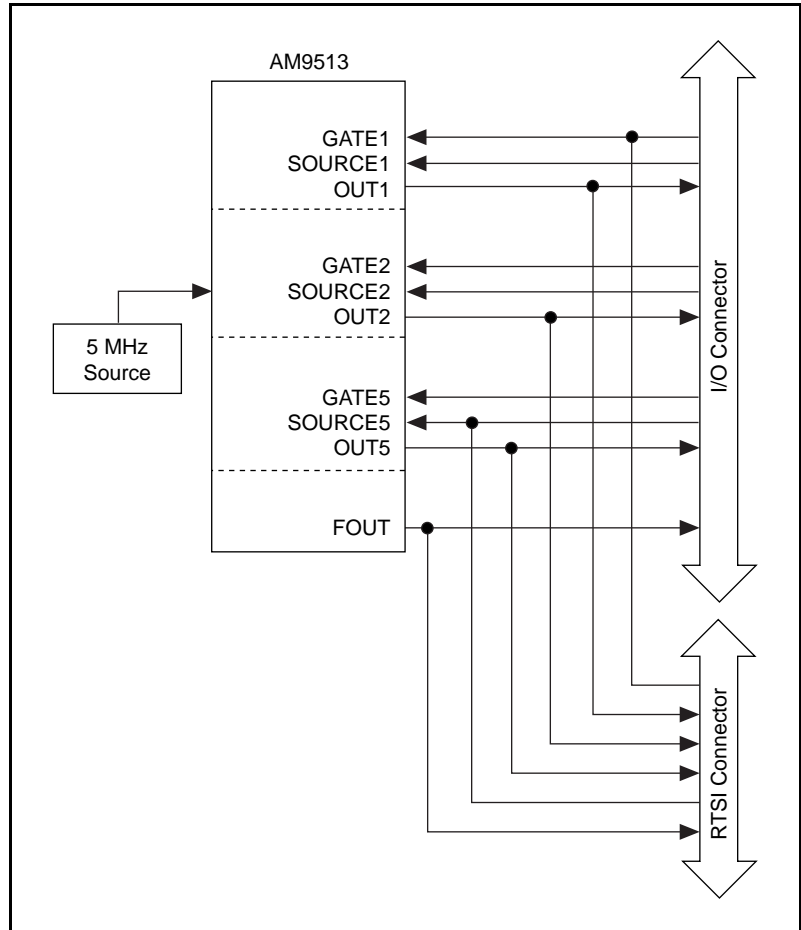 AM9513
GATE1
SOURCE1
OUT1
GATE2
SOURCE2
OUT2
5 MHz
Source
GATE5
SOURCE5
OUT5
FOUT
I/O Connector
RTSI Connector